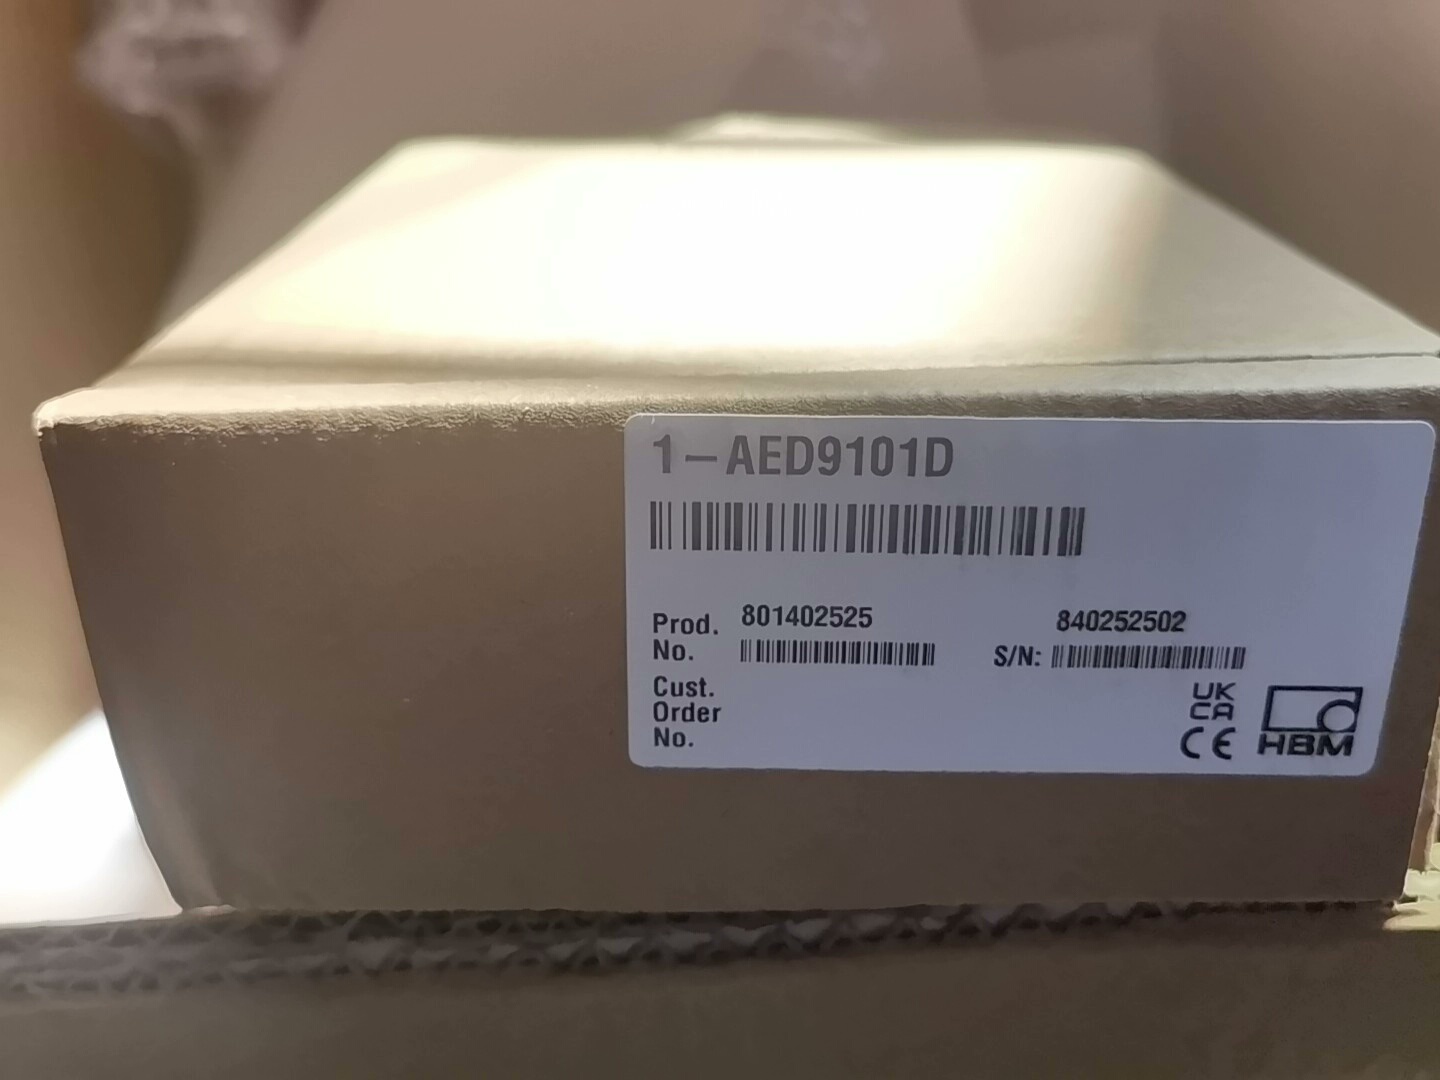 1-AED9101D
Prod. No. 801402525
S/N: 840252502
Cust. Order No.
UK CA
CE
HBM